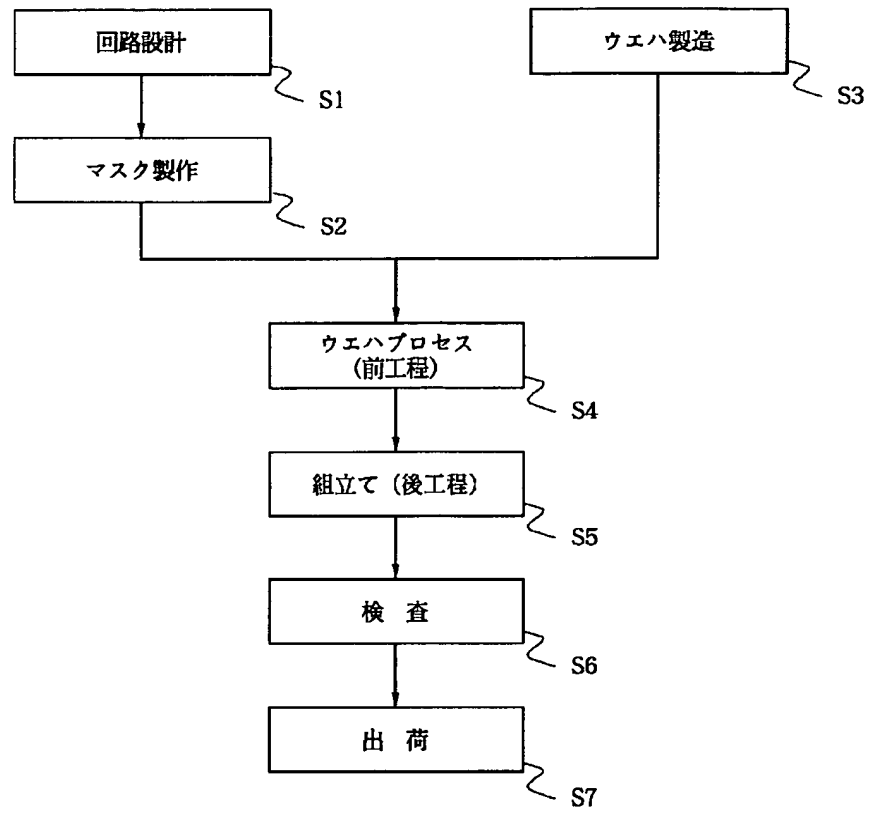 回路設計
S1
ウエハ製造
S3
マスク製作
S2
ウエハプロセス
(前工程)
S4
組立て (後工程)
S5
検 査
S6
出 荷
S7